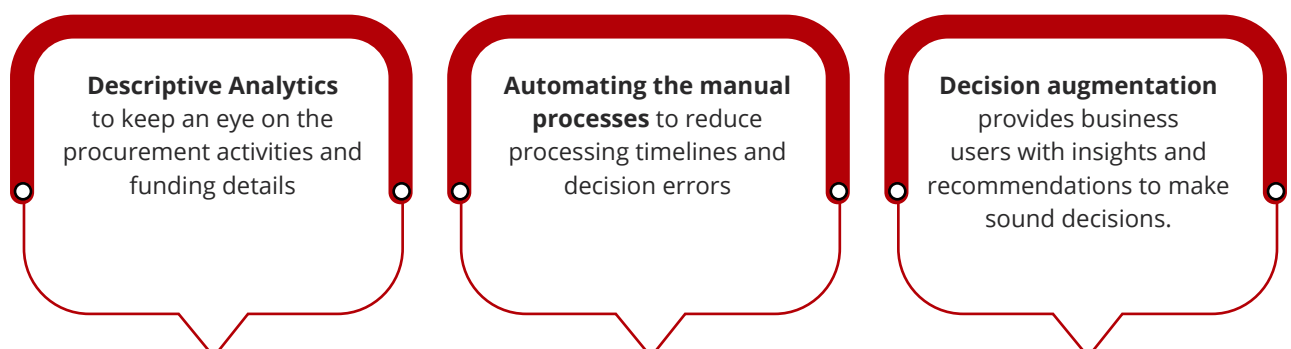 Descriptive Analytics
to keep an eye on the
procurement activities and
funding details
Automating the manual
processes to reduce
processing timelines and
decision errors
Decision augmentation
provides business
users with insights and
recommendations to make
sound decisions.